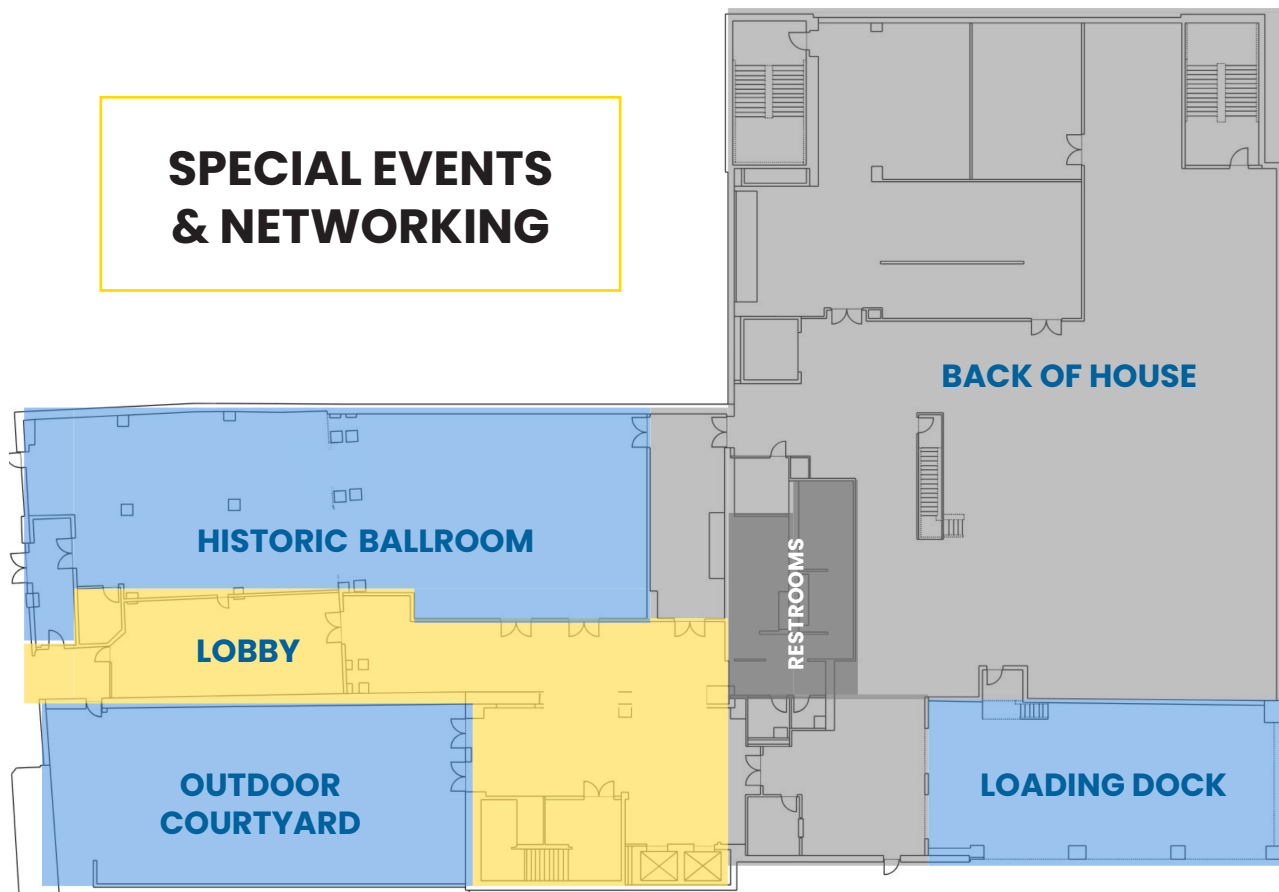 SPECIAL EVENTS
& NETWORKING
BACK OF HOUSE
HISTORIC BALLROOM
RESTROOMS
LOBBY
OUTDOOR
COURTYARD
LOADING DOCK